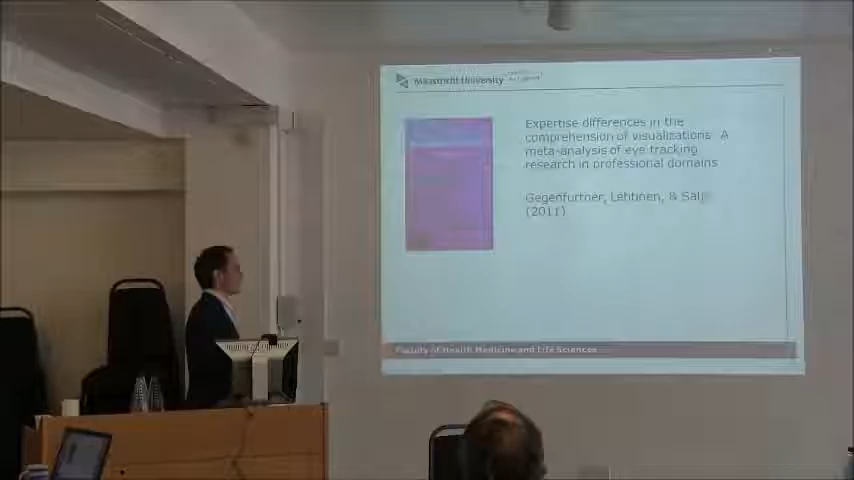 Maastricht University
Expertise differences in the
comprehension of visualizations A
meta-analysis of eye tracking
research in professional domains
Gegenfurtner, Lehtinen, & Salj
(2011)
Faculty of Health Medicine and Life Sciences